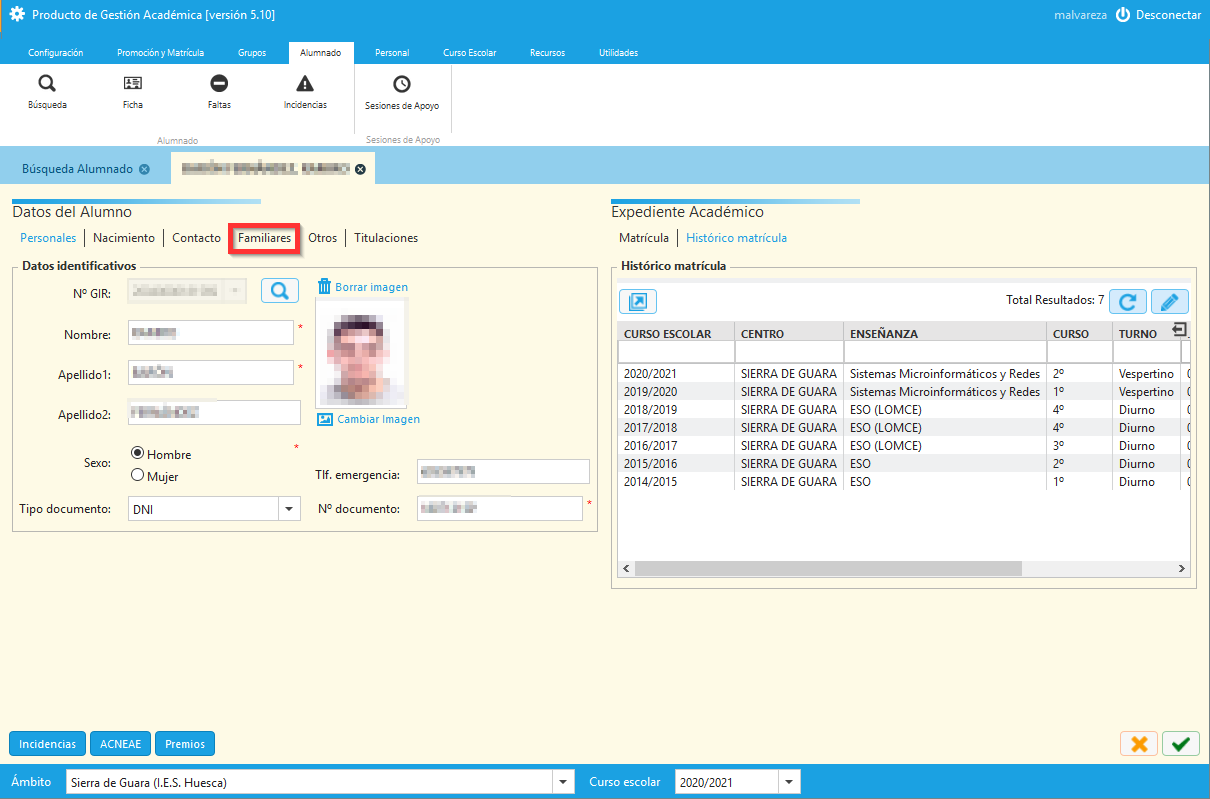 Producto de Gestión Académica [versión 5.10]
malvareza Desconectar
Configuración Promoción y Matrícula Grupos Alumnado Personal Curso Escolar Recursos Utilidades
Búsqueda Ficha Faltas Incidencias Sesiones de Apoyo
Alumnado Sesiones de Apoyo
Búsqueda Alumnado
Datos del Alumno
Personales Nacimiento Contacto Familiares Otros Titulaciones
Datos identificativos
Nº GIR:
Borrar imagen
Nombre: *
Apellido1: *
Apellido2:
Cambiar Imagen
Sexo: Hombre *
Mujer
Tlf. emergencia:
Tipo documento: DNI Nº documento: *
Expediente Académico
Matrícula Histórico matrícula
Histórico matrícula
Total Resultados: 7
CURSO ESCOLAR CENTRO ENSEÑANZA CURSO TURNO
2020/2021 SIERRA DE GUARA Sistemas Microinformáticos y Redes 2º Vespertino
2019/2020 SIERRA DE GUARA Sistemas Microinformáticos y Redes 1º Vespertino
2018/2019 SIERRA DE GUARA ESO (LOMCE) 4º Diurno
2017/2018 SIERRA DE GUARA ESO (LOMCE) 4º Diurno
2016/2017 SIERRA DE GUARA ESO (LOMCE) 3º Diurno
2015/2016 SIERRA DE GUARA ESO 2º Diurno
2014/2015 SIERRA DE GUARA ESO 1º Diurno
Incidencias ACNEAE Premios
Ámbito Sierra de Guara (I.E.S. Huesca) Curso escolar 2020/2021